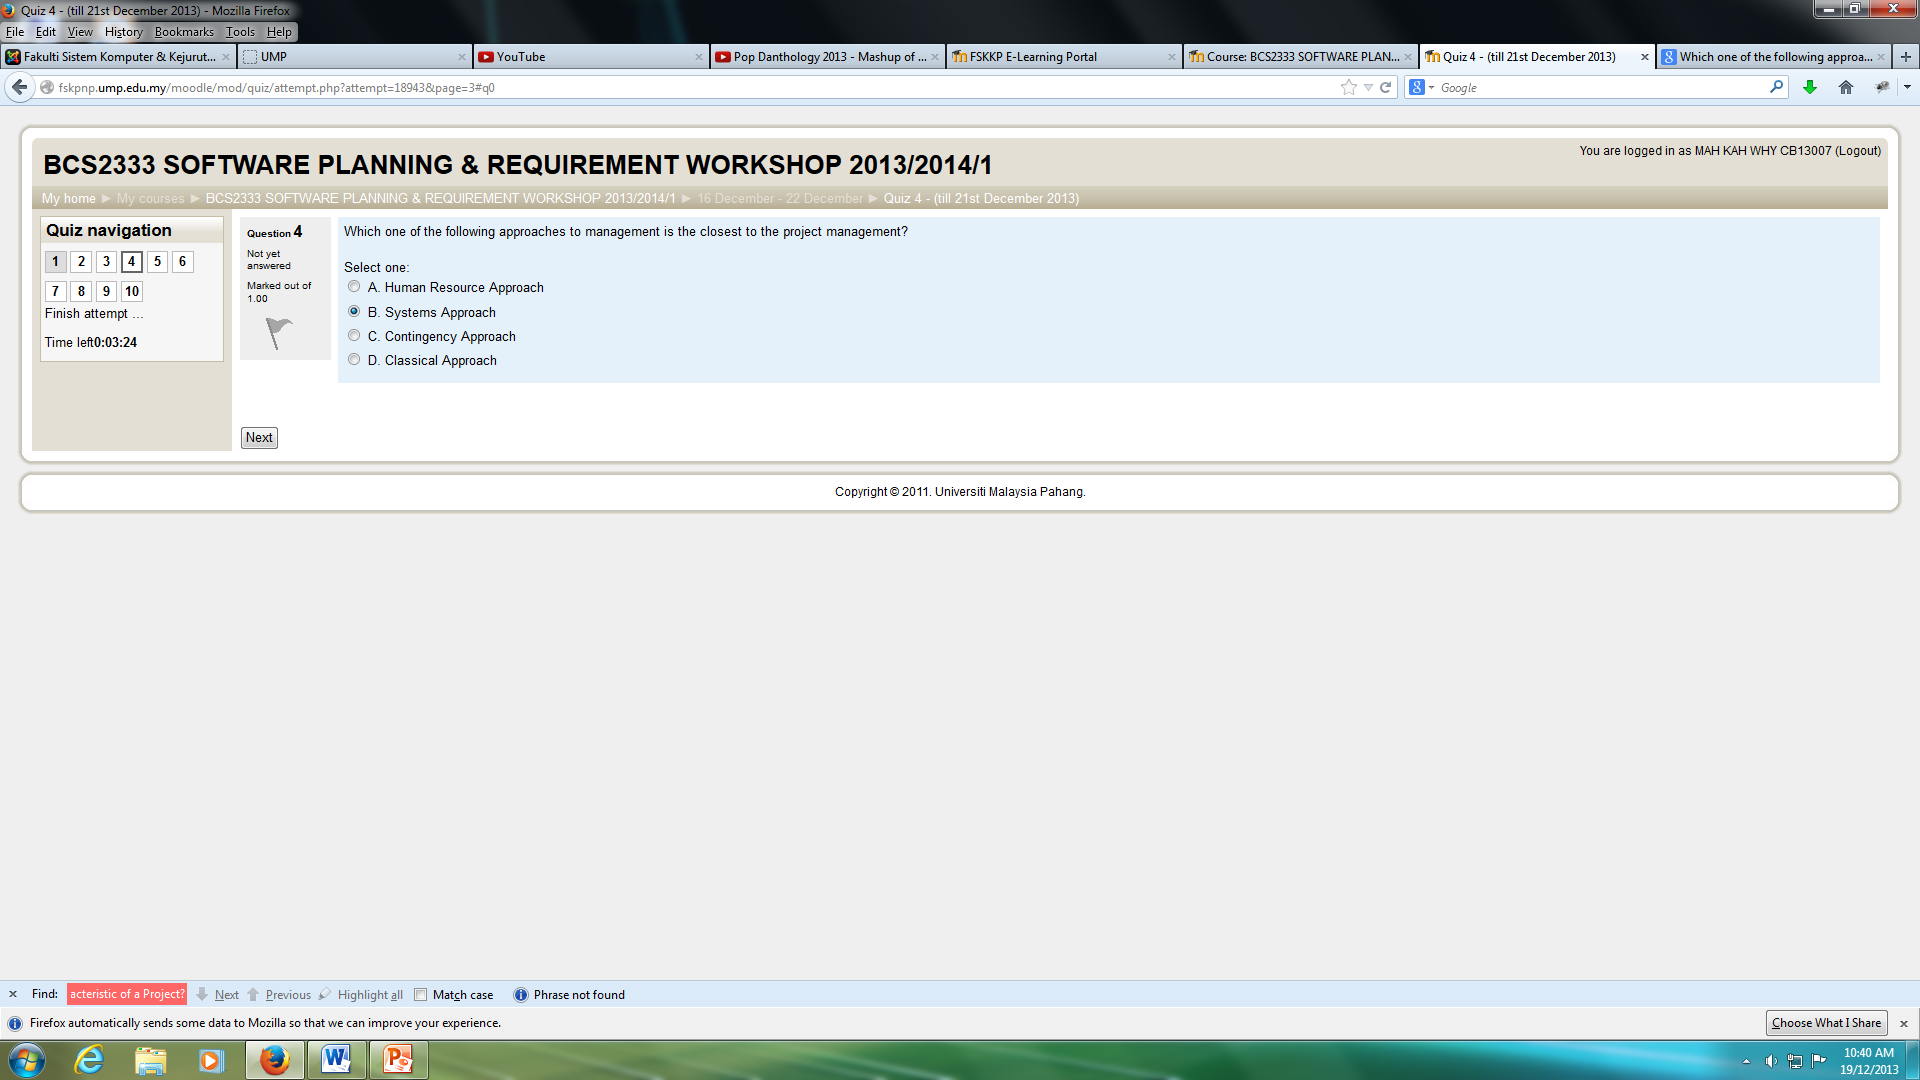 Quiz 4 - (till 21st December 2013) - Mozilla Firefox
File Edit View History Bookmarks Tools Help
Fakulti Sistem Komputer & Kejurut... UMP YouTube Pop Danthology 2013 - Mashup of ... FSKKP E-Learning Portal Course: BCS2333 SOFTWARE PLAN... Quiz 4 - (till 21st December 2013) Which one of the following approa...
fskpnp.ump.edu.my/moodle/mod/quiz/attempt.php?attempt=18943&page=3#q0 Google
BCS2333 SOFTWARE PLANNING & REQUIREMENT WORKSHOP 2013/2014/1
You are logged in as MAH KAH WHY CB13007 (Logout)
My home ► My courses ► BCS2333 SOFTWARE PLANNING & REQUIREMENT WORKSHOP 2013/2014/1 ► 16 December - 22 December ► Quiz 4 - (till 21st December 2013)
Quiz navigation
1 2 3 4 5 6
7 8 9 10
Finish attempt ...
Time left0:03:24
Question 4
Not yet
answered
Marked out of
1.00
Which one of the following approaches to management is the closest to the project management?
Select one:
A. Human Resource Approach
B. Systems Approach
C. Contingency Approach
D. Classical Approach
Next
Copyright © 2011. Universiti Malaysia Pahang.
Find: acteristic of a Project? Next Previous Highlight all Match case Phrase not found
Firefox automatically sends some data to Mozilla so that we can improve your experience. Choose What I Share
10:40 AM
19/12/2013